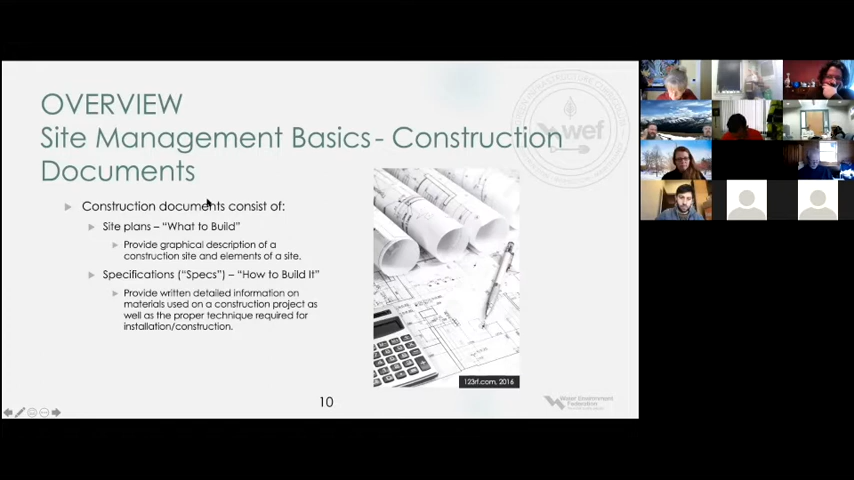 OVERVIEW
Site Management Basics - Construction
Documents
Construction documents consist of:
Site plans – “What to Build”
Provide graphical description of a
construction site and elements of a site.
Specifications (“Specs”) – “How to Build It”
Provide written detailed information on
materials used on a construction project as
well as the proper technique required for
installation/construction.
wef
123rf.com, 2016
10
Water Environment
Federation